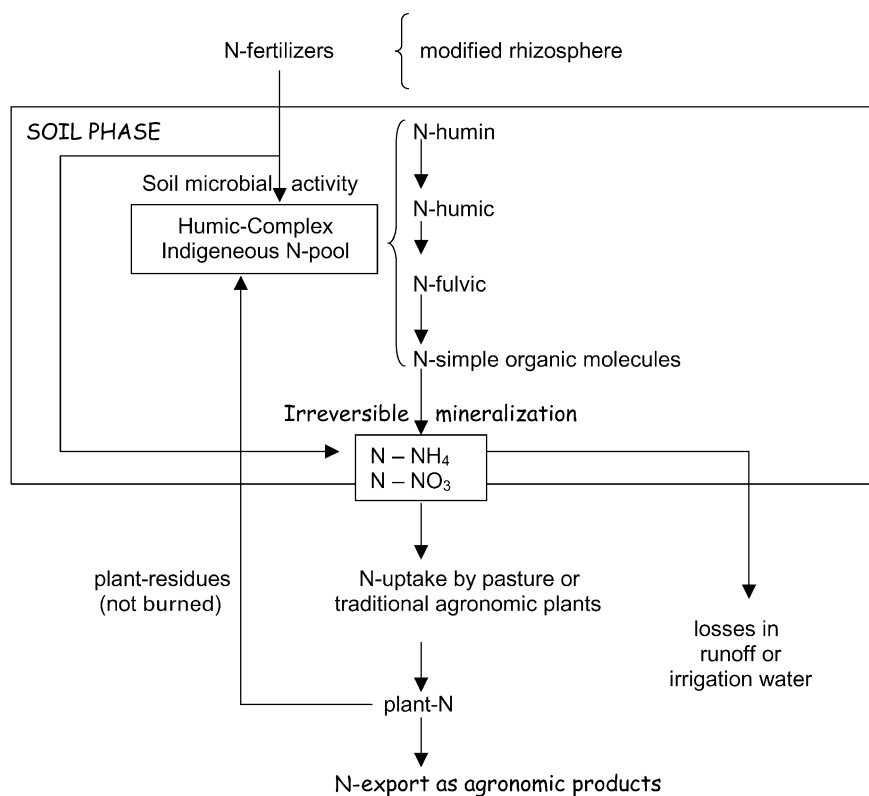 N-fertilizers
modified rhizosphere
SOIL PHASE
Soil microbial activity
Humic-Complex
Indigeneous N-pool
N-humin
N-humic
N-fulvic
N-simple organic molecules
Irreversible mineralization
N – NH₄
N – NO₃
plant-residues
(not burned)
N-uptake by pasture or
traditional agronomic plants
losses in
runoff or
irrigation water
plant-N
N-export as agronomic products